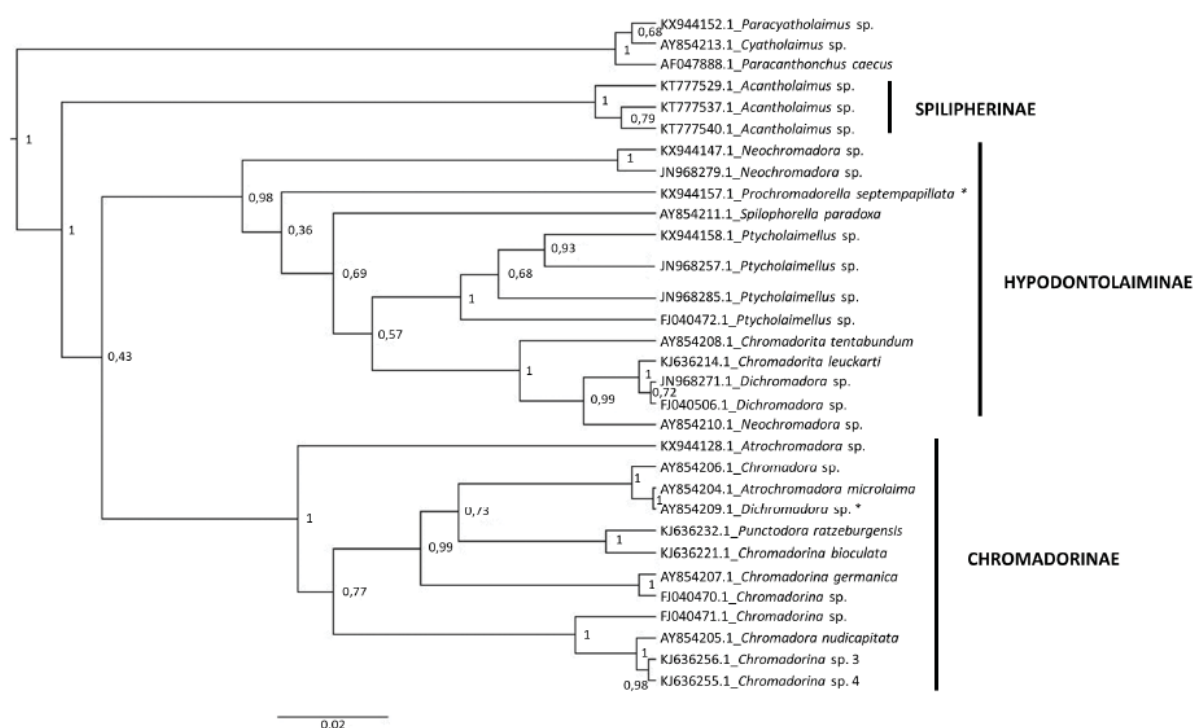 KX944152.1_Paracyatholaimus sp.
0,68
AY854213.1_Cyatholaimus sp.
1
AF047888.1_Paracanthonchus caecus
KT777529.1_Acantholaimus sp.
1
KT777537.1_Acantholaimus sp.
SPILIPHERINAE
0,79
KT777540.1_Acantholaimus sp.
1
KX944147.1_Neochromadora sp.
1
JN968279.1_Neochromadora sp.
KX944157.1_Prochromadorella septempapillata *
0,98
AY854211.1_Spilophorella paradoxa
1
0,36
KX944158.1_Ptycholaimellus sp.
0,93
JN968257.1_Ptycholaimellus sp.
0,69
0,68
HYPODONTOLAIMINAE
JN968285.1_Ptycholaimellus sp.
1
FJ040472.1_Ptycholaimellus sp.
0,57
AY854208.1_Chromadorita tentabundum
0,43
KJ636214.1_Chromadorita leuckarti
1
1
JN968271.1_Dichromadora sp.
0,72
0,99
FJ040506.1_Dichromadora sp.
AY854210.1_Neochromadora sp.
KX944128.1_Atrochromadora sp.
AY854206.1_Chromadora sp.
1
AY854204.1_Atrochromadora microlaima
1
AY854209.1_Dichromadora sp. *
0,73
1
KJ636232.1_Punctodora ratzeburgensis
1
0,99
KJ636221.1_Chromadorina bioculata
CHROMADORINAE
AY854207.1_Chromadorina germanica
1
0,77
FJ040470.1_Chromadorina sp.
FJ040471.1_Chromadorina sp.
1
AY854205.1_Chromadora nudicapitata
1
KJ636256.1_Chromadorina sp. 3
0,98
KJ636255.1_Chromadorina sp. 4
0.02